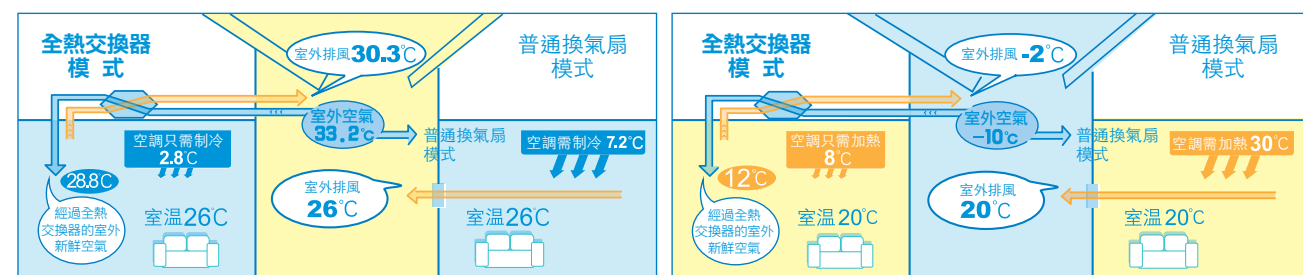 全熱交換器
模 式
室外排風30.3℃
普通換氣扇
模式
室外空氣
33.2℃
空調只需制冷
2.8℃
普通換氣扇
模式
空調需制冷 7.2℃
28.8℃
經過全熱
交換器的室外
新鮮空氣
室温26℃
室外排風
26℃
室温26℃
全熱交換器
模 式
室外排風-2℃
普通換氣扇
模式
室外空氣
-10℃
空調只需加熱
8℃
普通換氣扇
模式
空調需加熱30℃
12℃
經過全熱
交換器的室外
新鮮空氣
室温20℃
室外排風
20℃
室温20℃